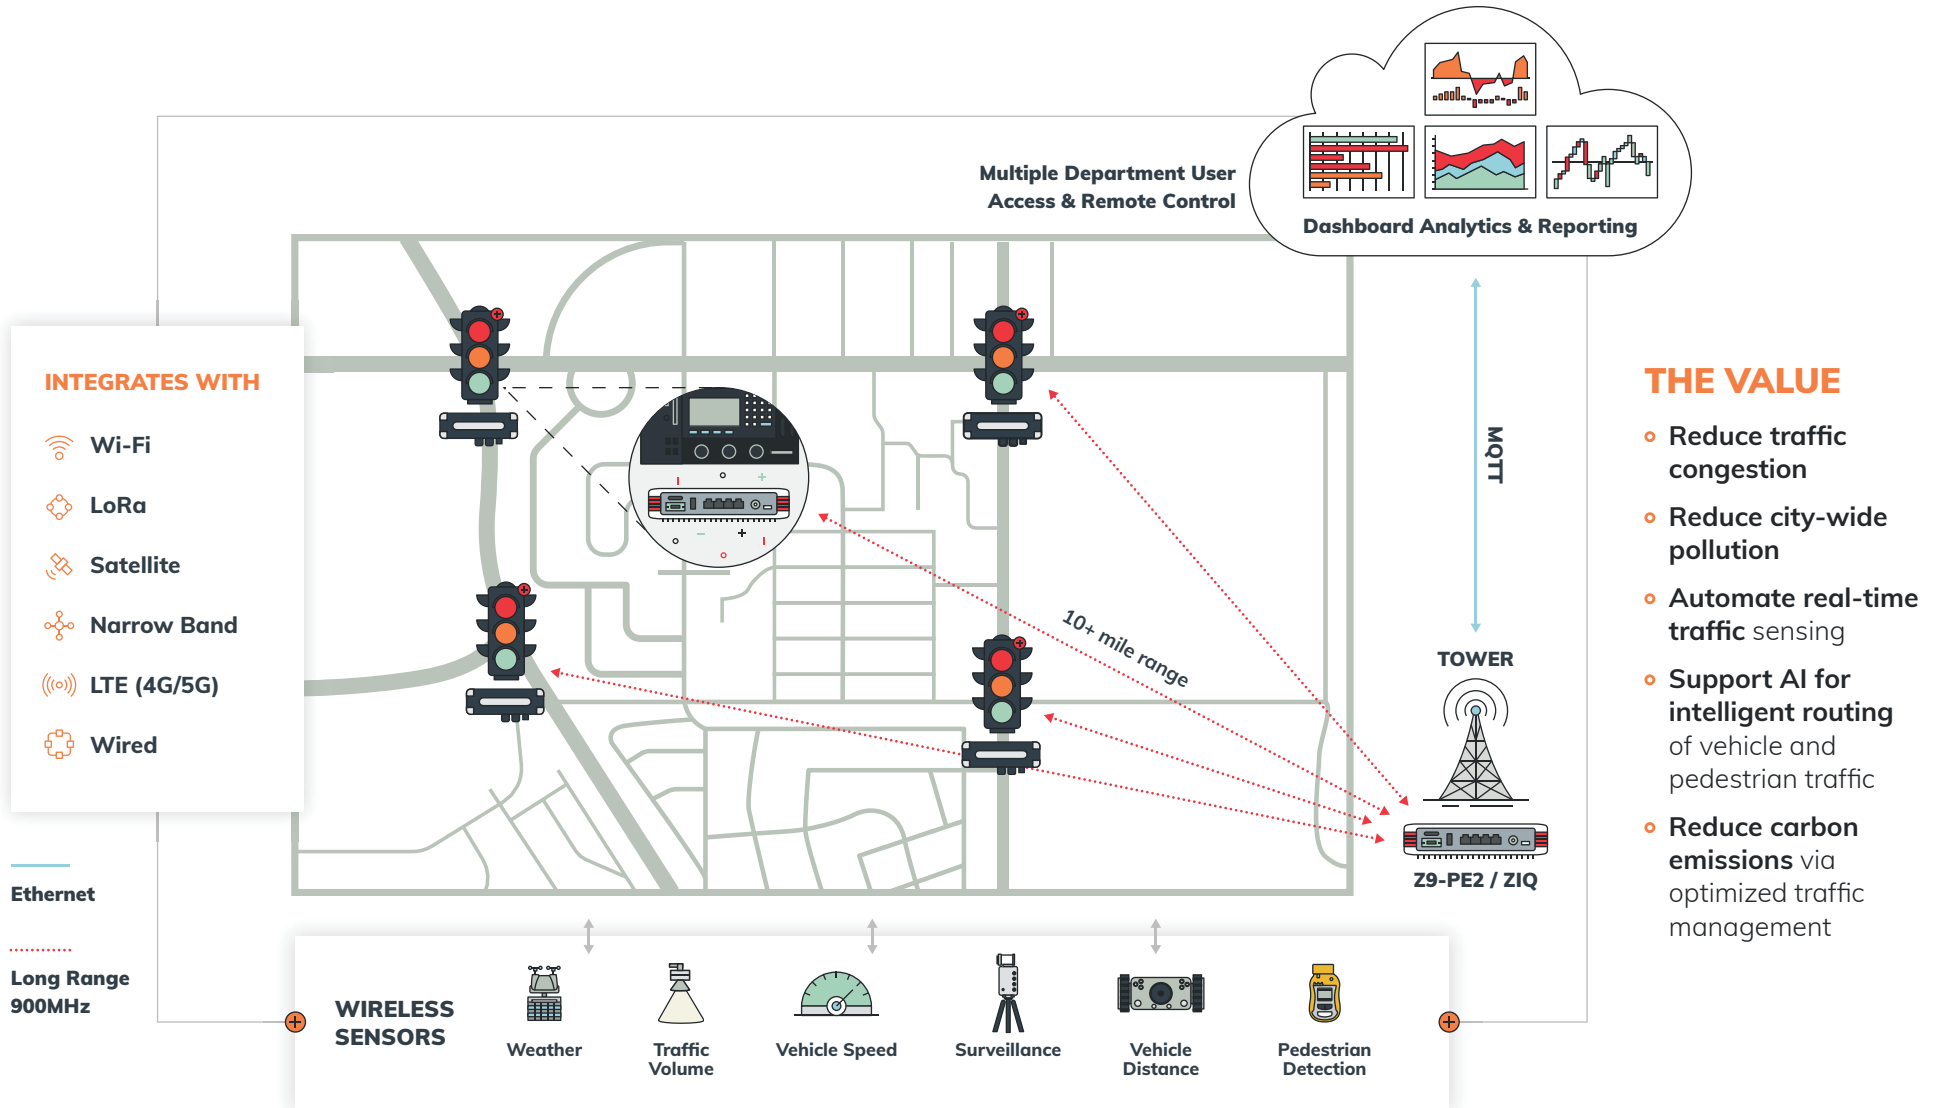 Multiple Department User
Access & Remote Control
Dashboard Analytics & Reporting
INTEGRATES WITH
Wi-Fi
LoRa
Satellite
Narrow Band
LTE (4G/5G)
Wired
Ethernet
Long Range
900MHz
10+ mile range
MQTT
TOWER
Z9-PE2 / ZIQ
THE VALUE
Reduce traffic
congestion
Reduce city-wide
pollution
Automate real-time
traffic sensing
Support AI for
intelligent routing
of vehicle and
pedestrian traffic
Reduce carbon
emissions via
optimized traffic
management
WIRELESS
SENSORS
Weather
Traffic
Volume
Vehicle Speed
Surveillance
Vehicle
Distance
Pedestrian
Detection